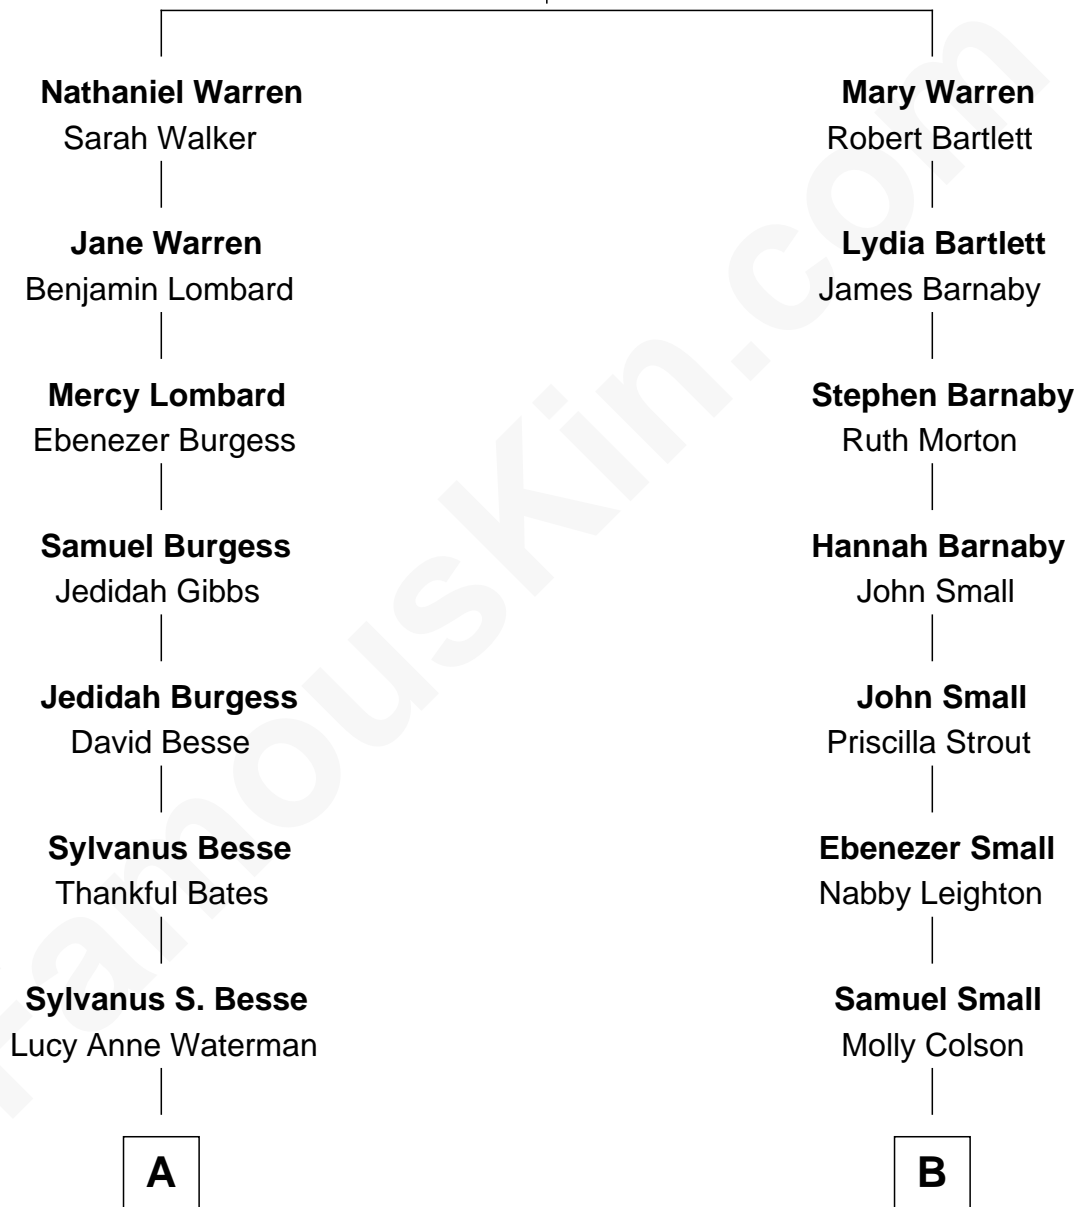 Nathaniel Warren
Sarah Walker
Jane Warren
Benjamin Lombard
Mercy Lombard
Ebenezer Burgess
Samuel Burgess
Jedidah Gibbs
Jedidah Burgess
David Besse
Sylvanus Besse
Thankful Bates
Sylvanus S. Besse
Lucy Anne Waterman
A
Mary Warren
Robert Bartlett
Lydia Bartlett
James Barnaby
Stephen Barnaby
Ruth Morton
Hannah Barnaby
John Small
John Small
Priscilla Strout
Ebenezer Small
Nabby Leighton
Samuel Small
Molly Colson
B
FamousKin.com